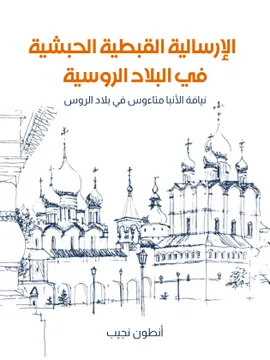 الإرسالية القبطية الحبشية
في البلاد الروسية
نيافة الأنبا متاءوس في بلاد الروس
أنطون نجيب